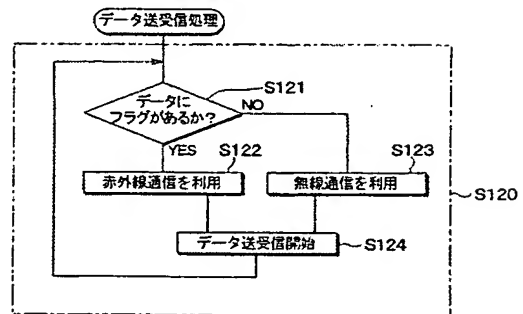 データ送受信処理
S121
データに
フラグがあるか？
NO
YES
S122
S123
赤外線通信を利用
無線通信を利用
S120
データ送受信開始
S124